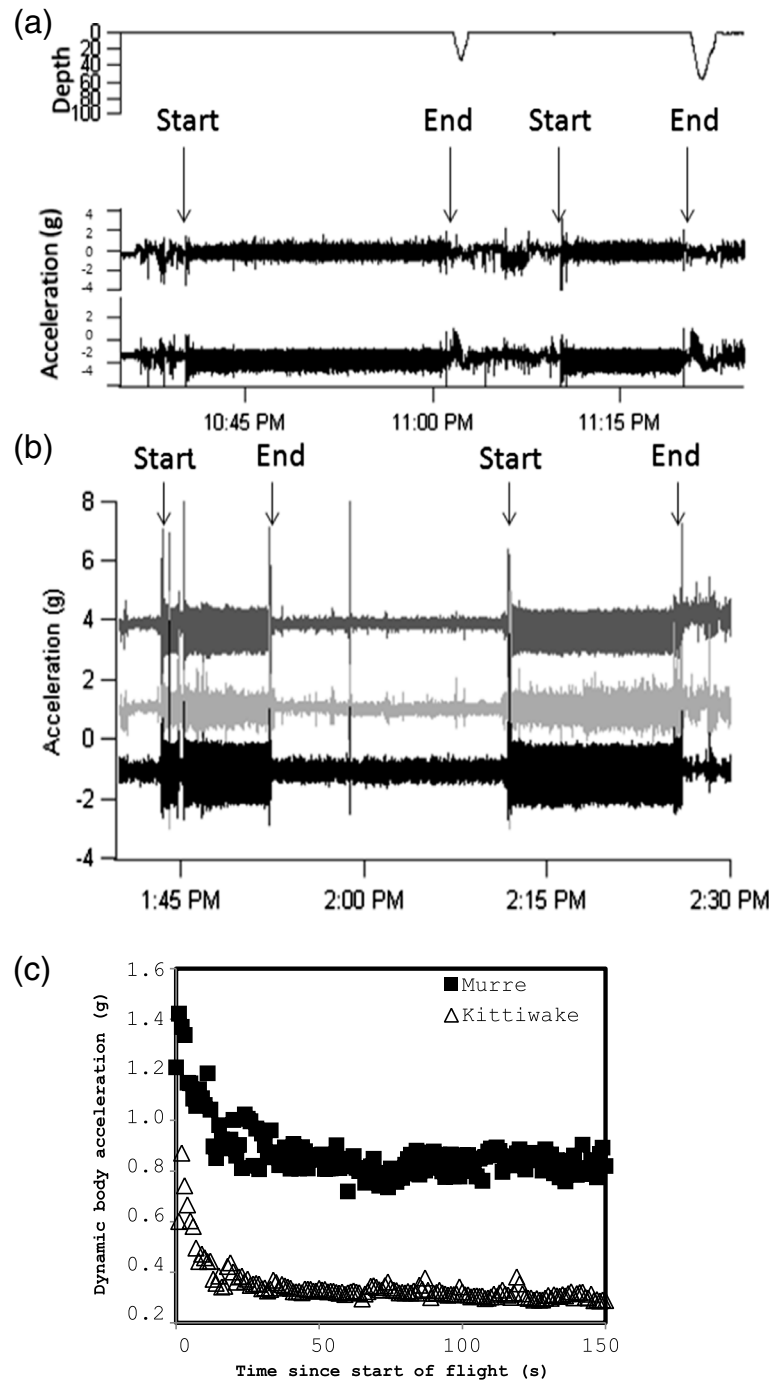 (a)
Depth
0
20
40
60
80
100
Start End Start End
Acceleration (g)
4
2
0
-2
-4
2
0
-2
-4
10:45 PM 11:00 PM 11:15 PM
(b)
Start End Start End
Acceleration (g)
8
6
4
2
0
-2
-4
1:45 PM 2:00 PM 2:15 PM 2:30 PM
(c)
Dynamic body acceleration (g)
1.6
1.4
1.2
1.0
0.8
0.6
0.4
0.2
Murre
Kittiwake
0 50 100 150
Time since start of flight (s)